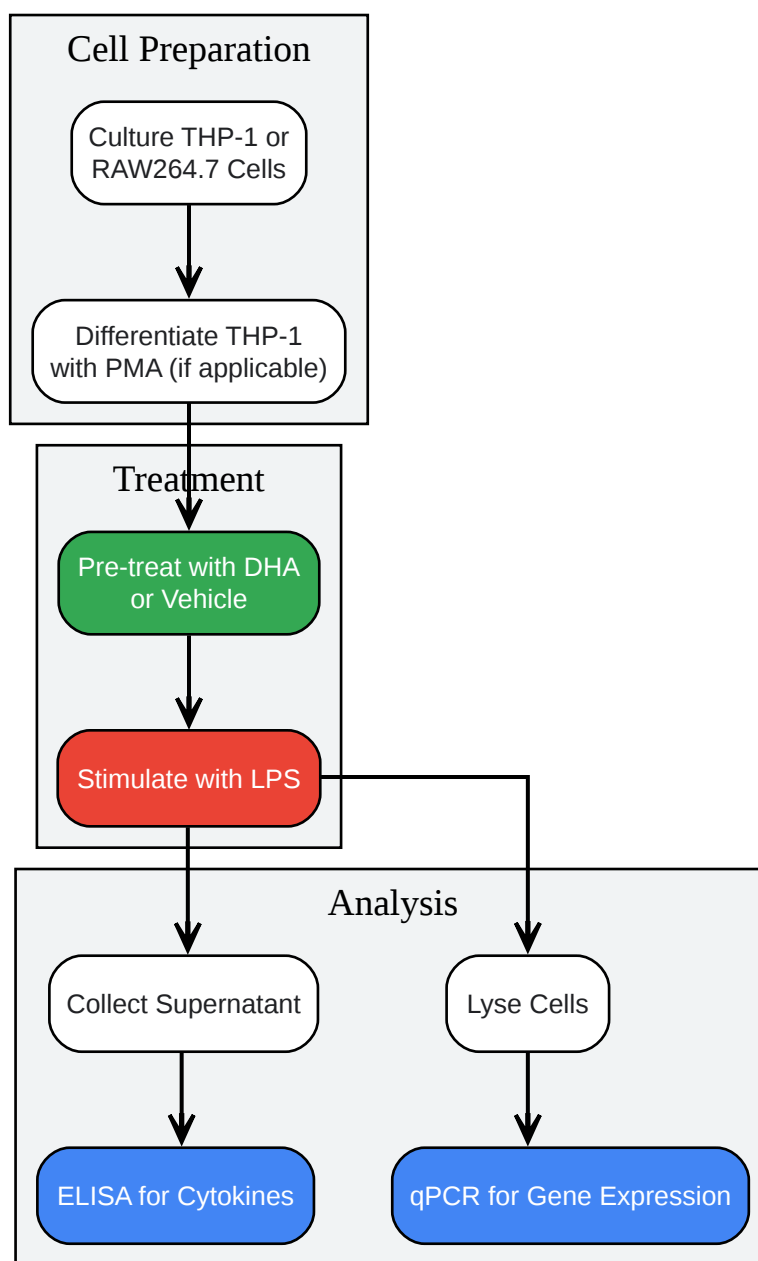 Cell Preparation
Culture THP-1 or
RAW264.7 Cells
Differentiate THP-1
with PMA (if applicable)
Treatment
Pre-treat with DHA
or Vehicle
Stimulate with LPS
Analysis
Collect Supernatant
Lyse Cells
ELISA for Cytokines
qPCR for Gene Expression